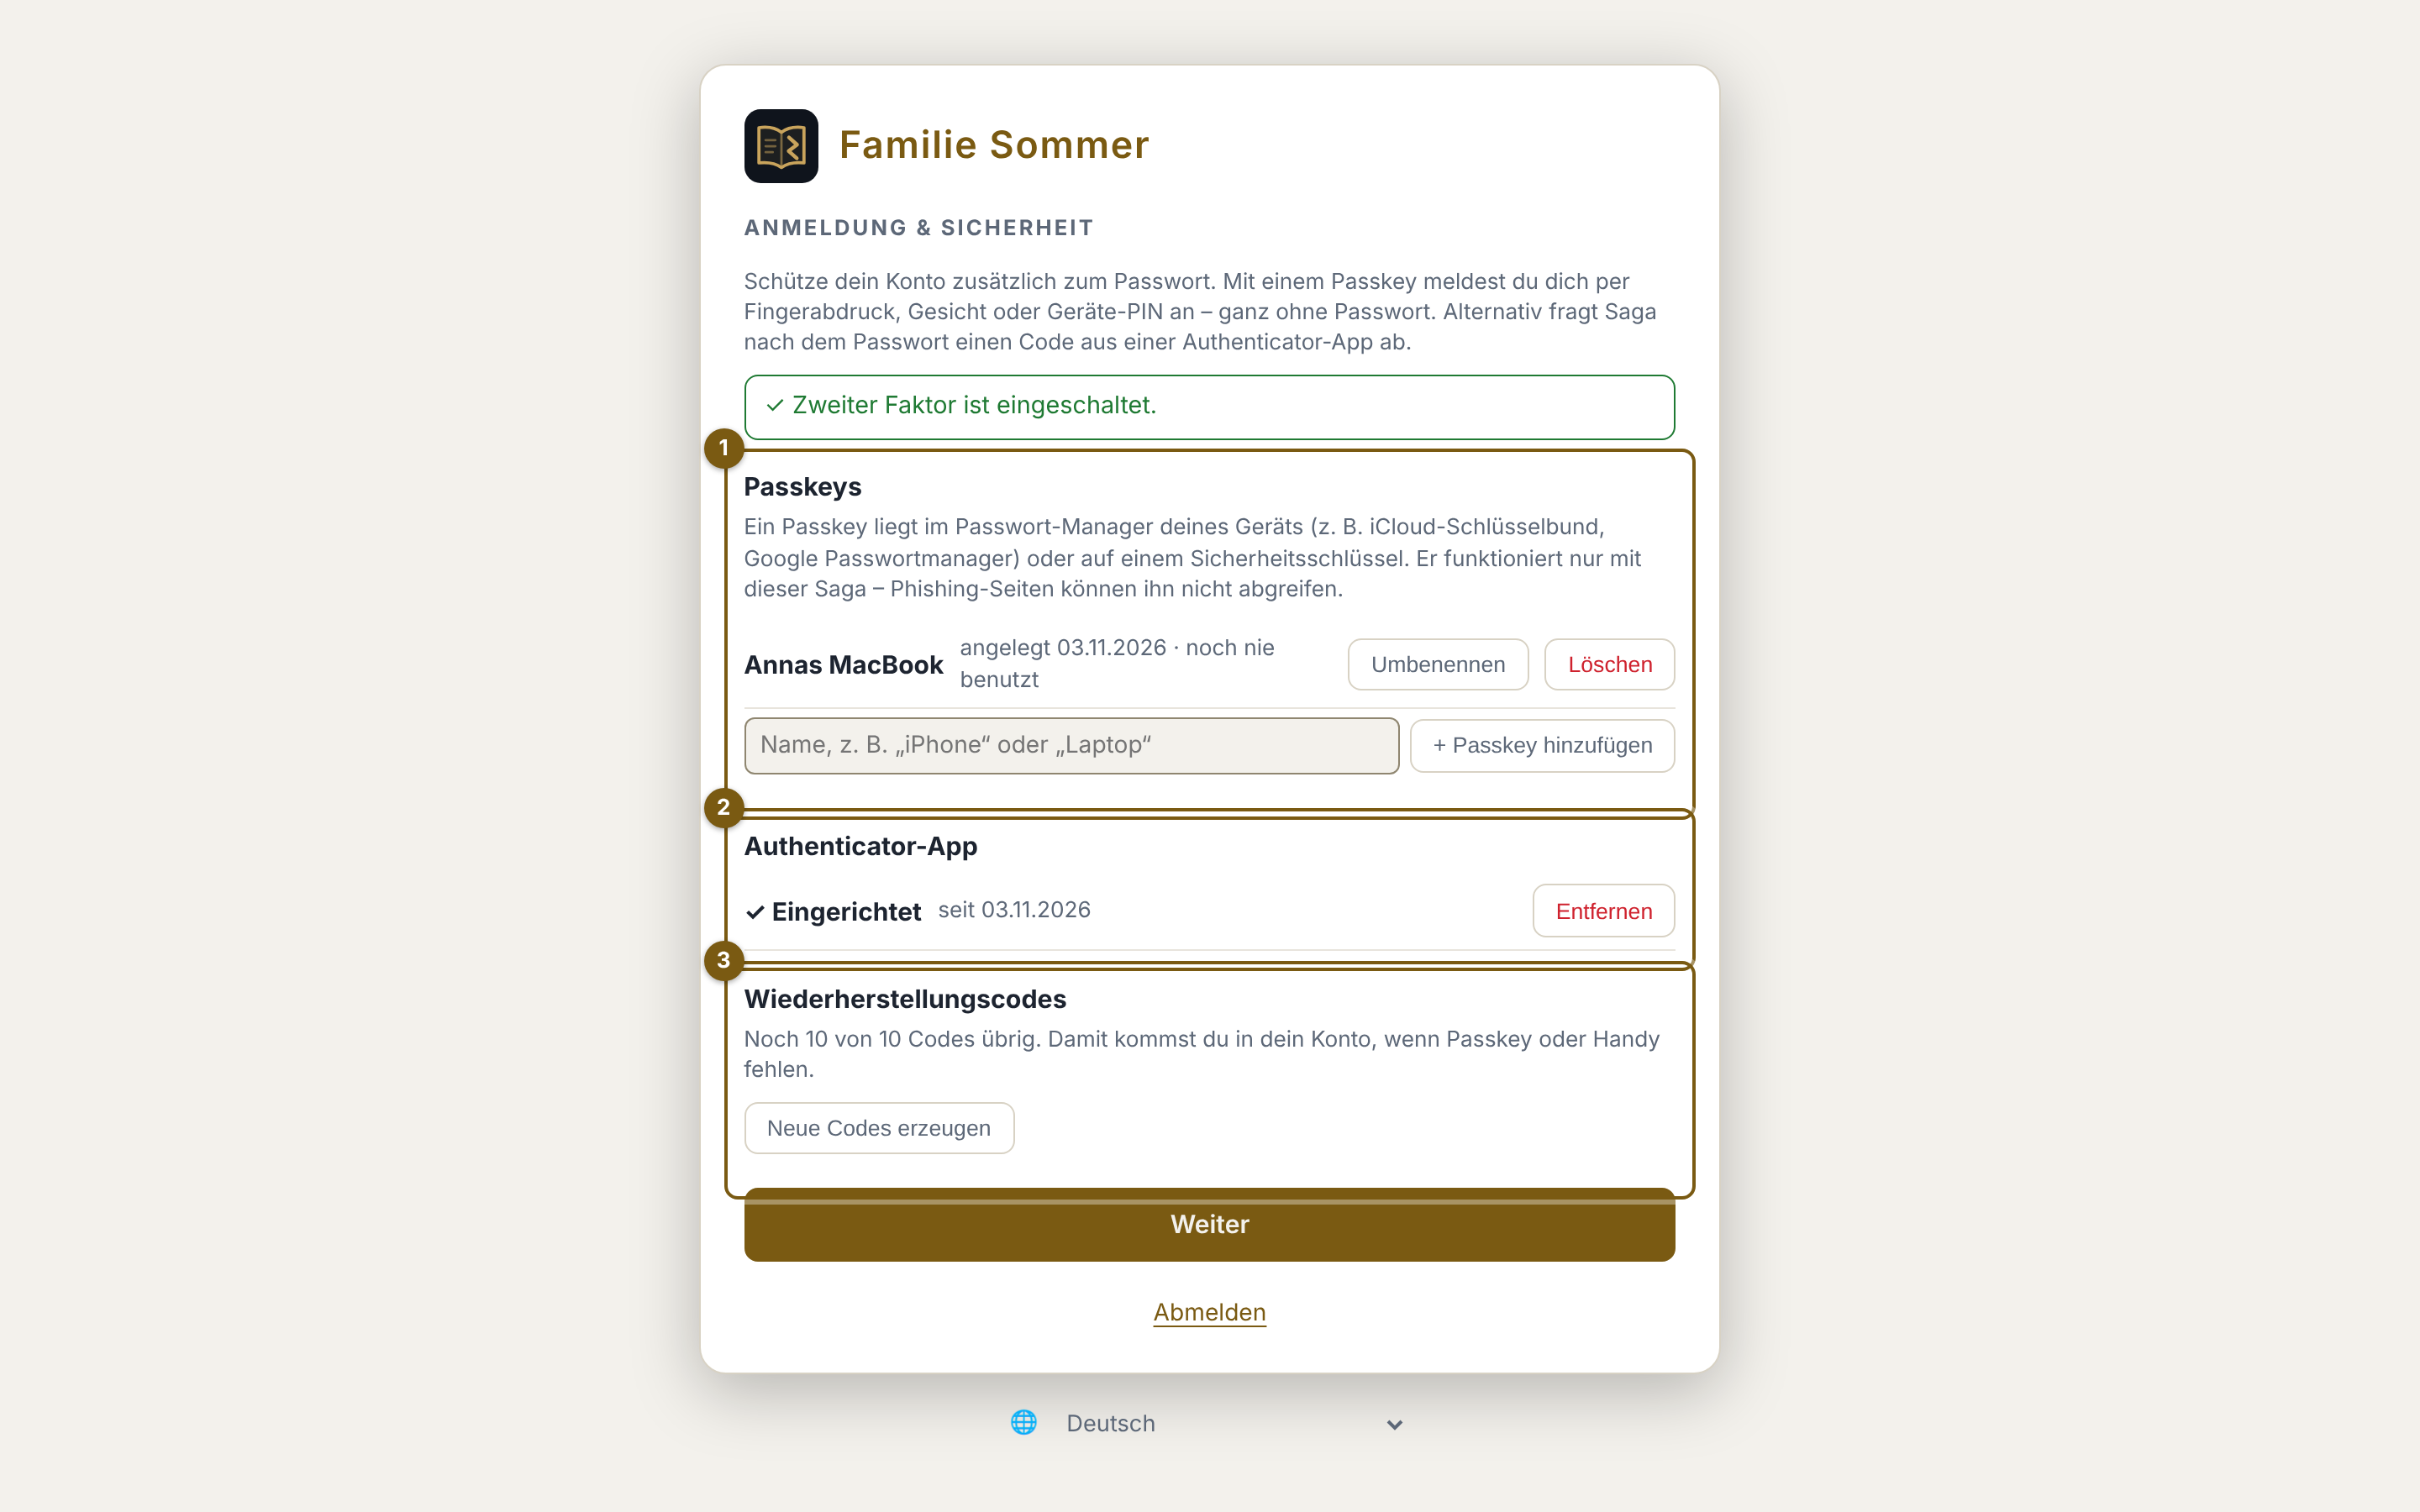 Familie Sommer
ANMELDUNG & SICHERHEIT
Schütze dein Konto zusätzlich zum Passwort. Mit einem Passkey meldest du dich per
Fingerabdruck, Gesicht oder Geräte-PIN an – ganz ohne Passwort. Alternativ fragt Saga
nach dem Passwort einen Code aus einer Authenticator-App ab.
✓ Zweiter Faktor ist eingeschaltet.
1
Passkeys
Ein Passkey liegt im Passwort-Manager deines Geräts (z. B. iCloud-Schlüsselbund,
Google Passwortmanager) oder auf einem Sicherheitsschlüssel. Er funktioniert nur mit
dieser Saga – Phishing-Seiten können ihn nicht abgreifen.
Annas MacBook angelegt 03.11.2026 · noch nie
benutzt
Umbenennen Löschen
Name, z. B. „iPhone“ oder „Laptop“ + Passkey hinzufügen
2
Authenticator-App
✓ Eingerichtet seit 03.11.2026 Entfernen
3
Wiederherstellungscodes
Noch 10 von 10 Codes übrig. Damit kommst du in dein Konto, wenn Passkey oder Handy
fehlen.
Neue Codes erzeugen
Weiter
Abmelden
Deutsch